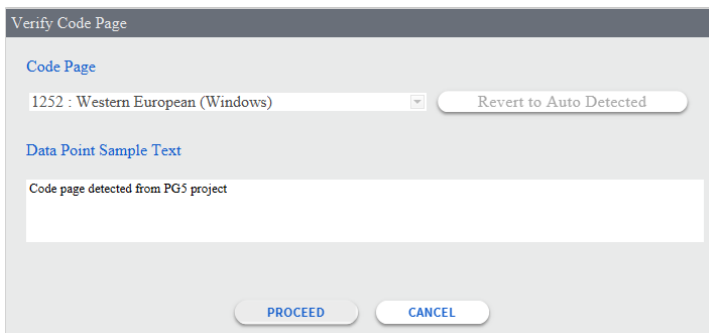 Verify Code Page
Code Page
1252 : Western European (Windows)
Revert to Auto Detected
Data Point Sample Text
Code page detected from PG5 project
PROCEED
CANCEL